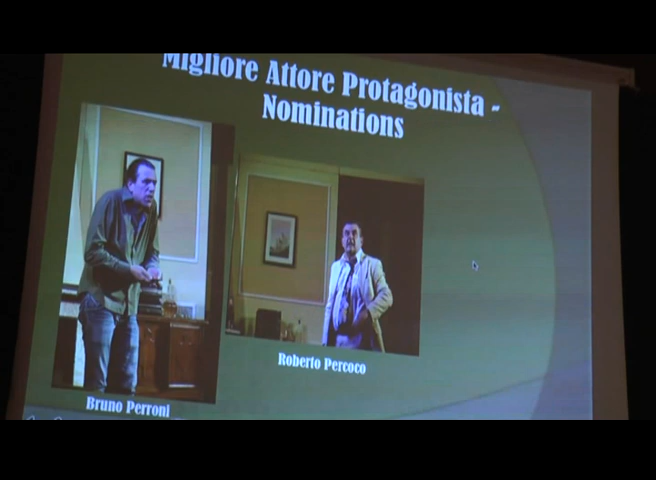 Migliore Attore Protagonista -
Nominations
Roberto Percoco
Bruno Perroni